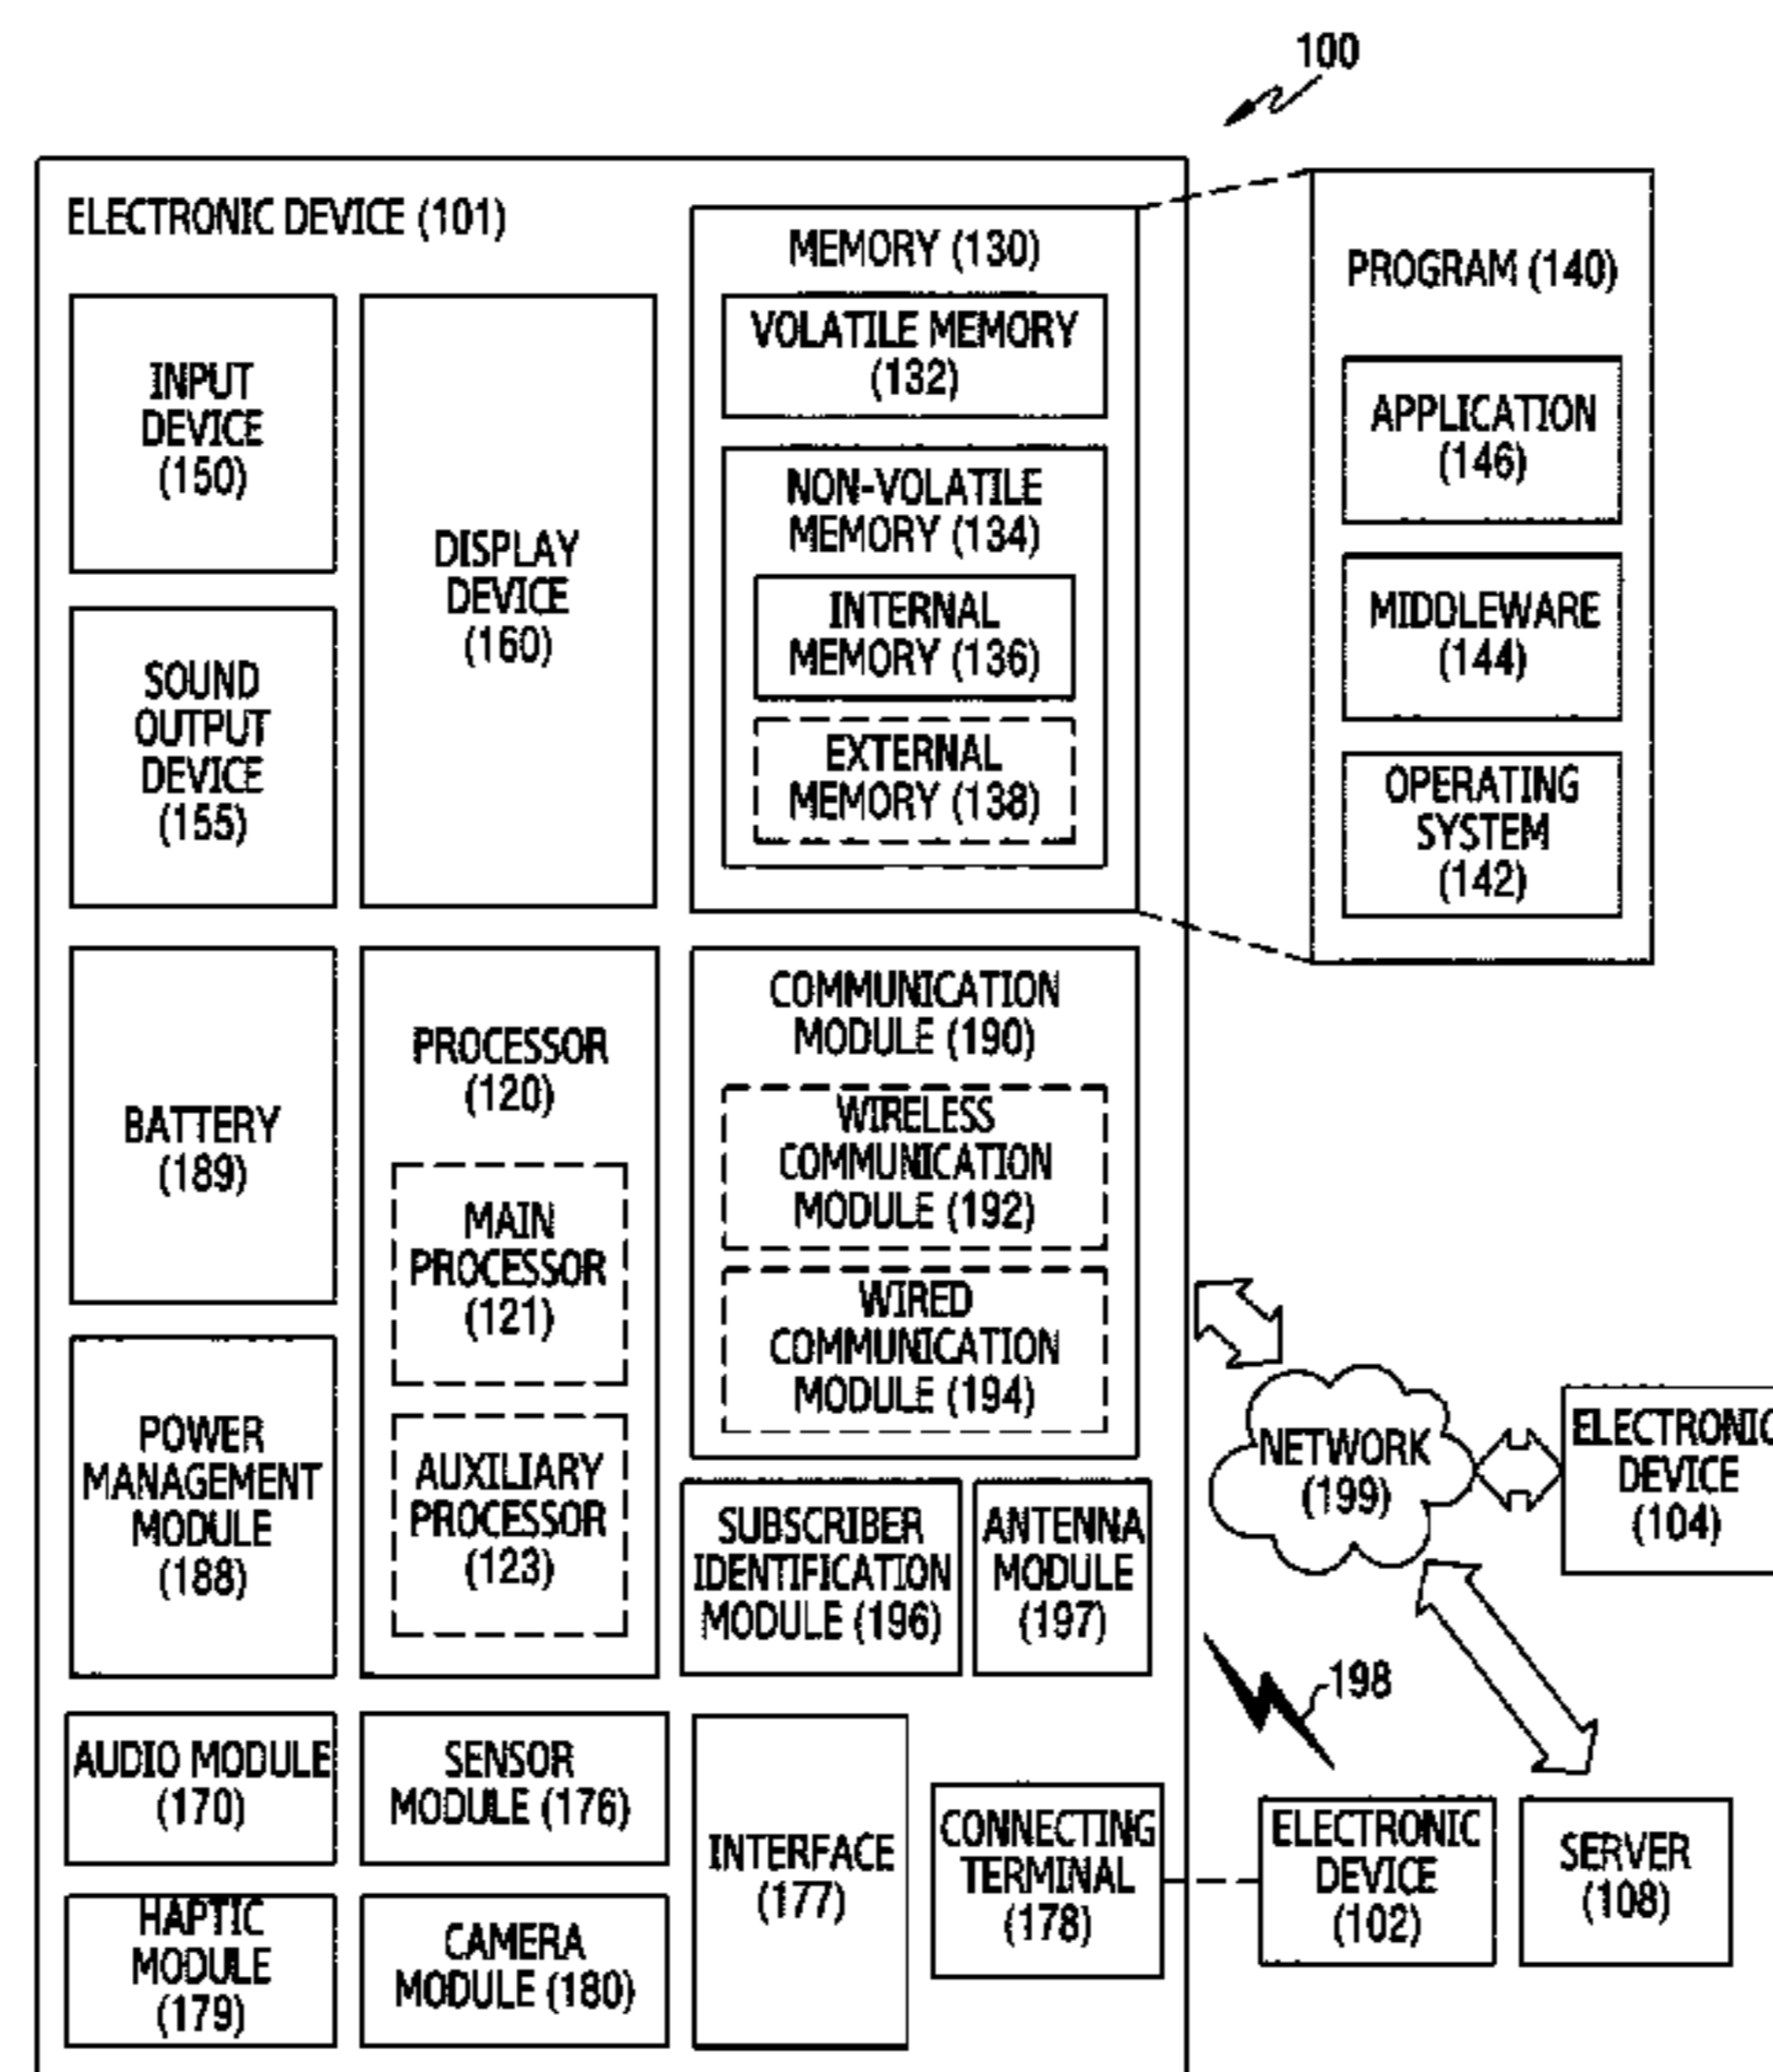 100
ELECTRONIC DEVICE (101)
INPUT
DEVICE
(150)
SOUND
OUTPUT
DEVICE
(155)
DISPLAY
DEVICE
(160)
MEMORY (130)
VOLATILE MEMORY
(132)
NON-VOLATILE
MEMORY (134)
INTERNAL
MEMORY (136)
EXTERNAL
MEMORY (138)
PROGRAM (140)
APPLICATION
(146)
MIDDLEWARE
(144)
OPERATING
SYSTEM
(142)
BATTERY
(189)
POWER
MANAGEMENT
MODULE
(188)
PROCESSOR
(120)
MAIN
PROCESSOR
(121)
AUXILIARY
PROCESSOR
(123)
COMMUNICATION
MODULE (190)
WIRELESS
COMMUNICATION
MODULE (192)
WIRED
COMMUNICATION
MODULE (194)
SUBSCRIBER
IDENTIFICATION
MODULE (196)
ANTENNA
MODULE
(197)
NETWORK
(199)
ELECTRONIC
DEVICE
(104)
198
AUDIO MODULE
(170)
SENSOR
MODULE (176)
HAPTIC
MODULE
(179)
CAMERA
MODULE (180)
INTERFACE
(177)
CONNECTING
TERMINAL
(178)
ELECTRONIC
DEVICE
(102)
SERVER
(108)